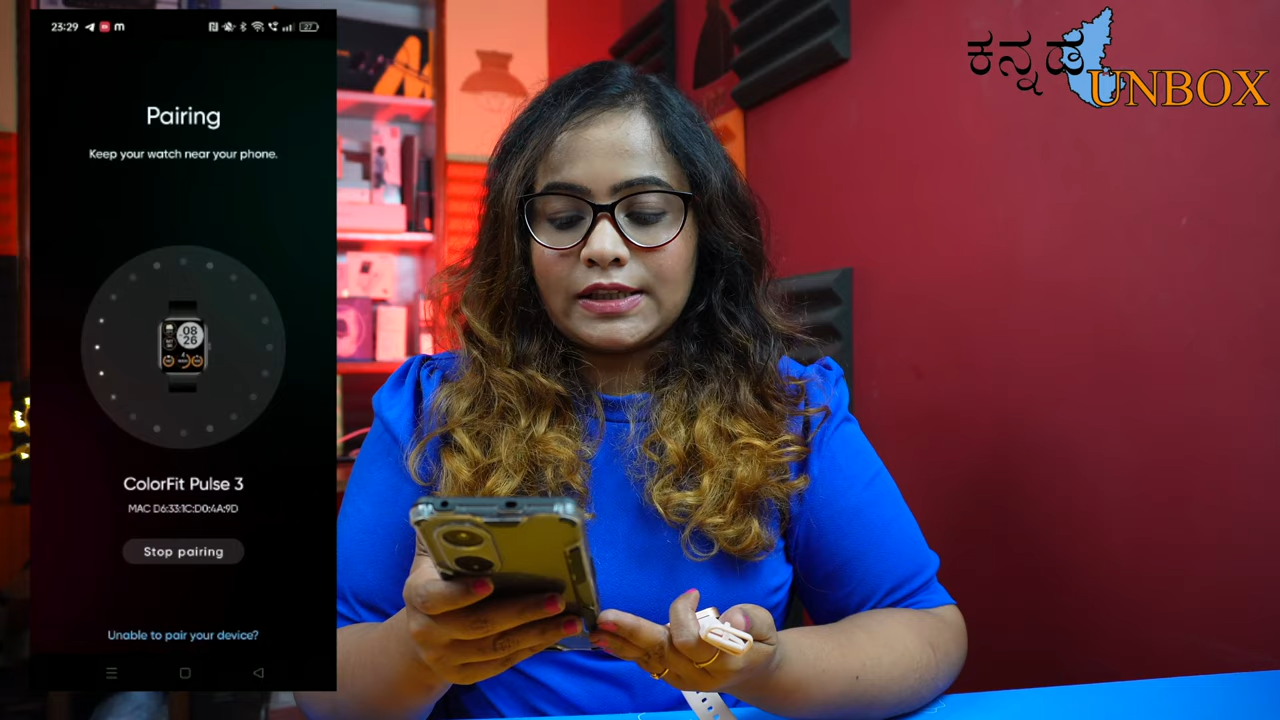 23:29
27
Pairing
Keep your watch near your phone.
08
26
ColorFit Pulse 3
MAC D6:33:1C:D0:4A:9D
Stop pairing
Unable to pair your device?
ಕನ್ನಡ
UNBOX